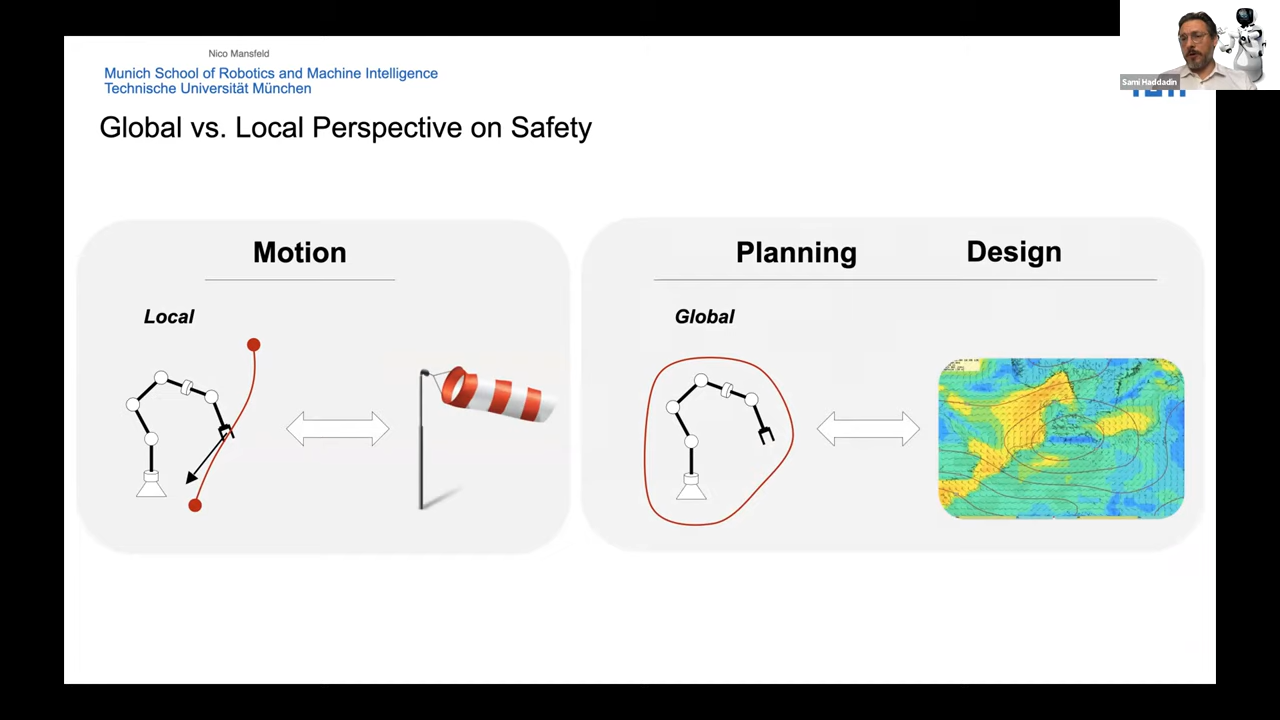 Nico Mansfeld
Munich School of Robotics and Machine Intelligence
Technische Universität München
Sami Haddadin
Global vs. Local Perspective on Safety
Motion
Local
Planning
Design
Global